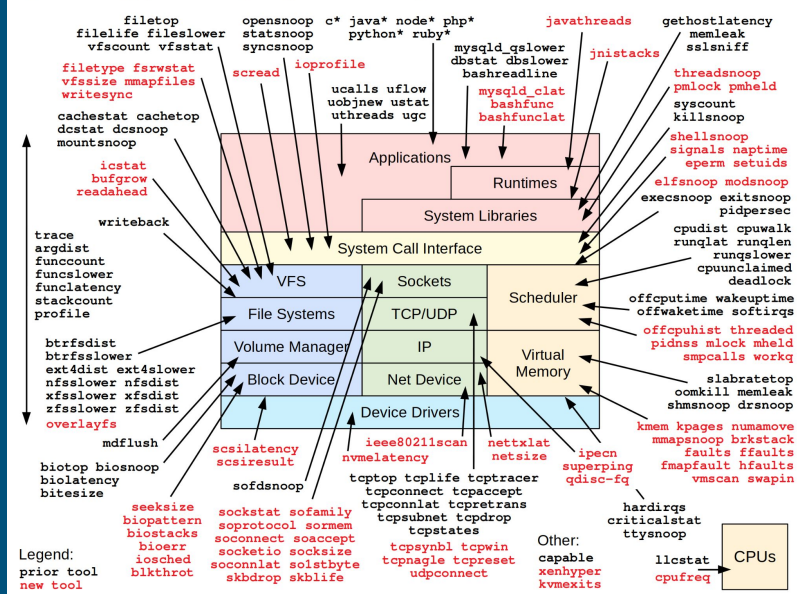 filetop
filelife fileslower
vfscount vfsstat
opensnoop
statsnoop
syncsnoop
c* java* node* php*
python* ruby*
javathreads
gethostlatency
memleak
sslsniff
filetype fsrwstat
vfssize mmapfiles
writesync
scread
ioprofile
mysqld_qslower
dbstat dbslower
bashreadline
jnistacks
threadsnoop
pmlock pmheld
ucalls uflow
uobjnew ustat
uthreads ugc
mysqld_clat
bashfunc
bashfunclat
syscount
killsnoop
cachestat cachetop
dcstat dcsnoop
mountsnoop
shellsnoop
signals naptime
eperm setuids
icstat
bufgrow
readahead
Applications
Runtimes
System Libraries
elfsnoop modsnoop
execsnoop exitsnoop
pidpersec
writeback
System Call Interface
cpudist cpuwalk
runqlat runqlen
runqslower
cpuunclaimed
deadlock
trace
argdist
funccount
funcslower
funclatency
stackcount
profile
VFS
Sockets
Scheduler
File Systems
TCP/UDP
offcputime wakeuptime
offwaketime softirqs
offcpuhist threaded
pidnss mlock mheld
smpcalls workq
btrfsdist
btrfsslower
ext4dist ext4slower
nfsslower nfsdist
xfsslower xfsdist
zfsslower zfsdist
overlayfs
Volume Manager
IP
Virtual
Memory
Block Device
Net Device
Device Drivers
slabratetop
oomkill memleak
shmsnoop drsnoop
kmem kpages numamove
mmapsnoop brkstack
faults ffaults
fmapfault hfaults
vmscan swapin
mdflush
scsilatency
scsiresult
ieee80211scan
nvmelatency
nettxlat
netsize
ipecn
superping
qdisc-fq
biotop biosnoop
biolatency
bitesize
sofdsnoop
tcptop tcplife tcptracer
tcpconnect tcpaccept
tcpconnlat tcpretrans
tcpsubnet tcpdrop
tcpstates
hardirqs
criticalstat
ttysnoop
seeksize
biopattern
biostacks
bioerr
iosched
blkthrot
sockstat sofamily
soprotocol sormem
soconnect soaccept
socketio socksize
soconnlat so1stbyte
skbdrop skblife
tcpsynbl tcpwin
tcpnagle tcpreset
udpconnect
Other:
capable
xenhyper
kvmexits
llcstat
cpufreq
CPUs
Legend:
prior tool
new tool